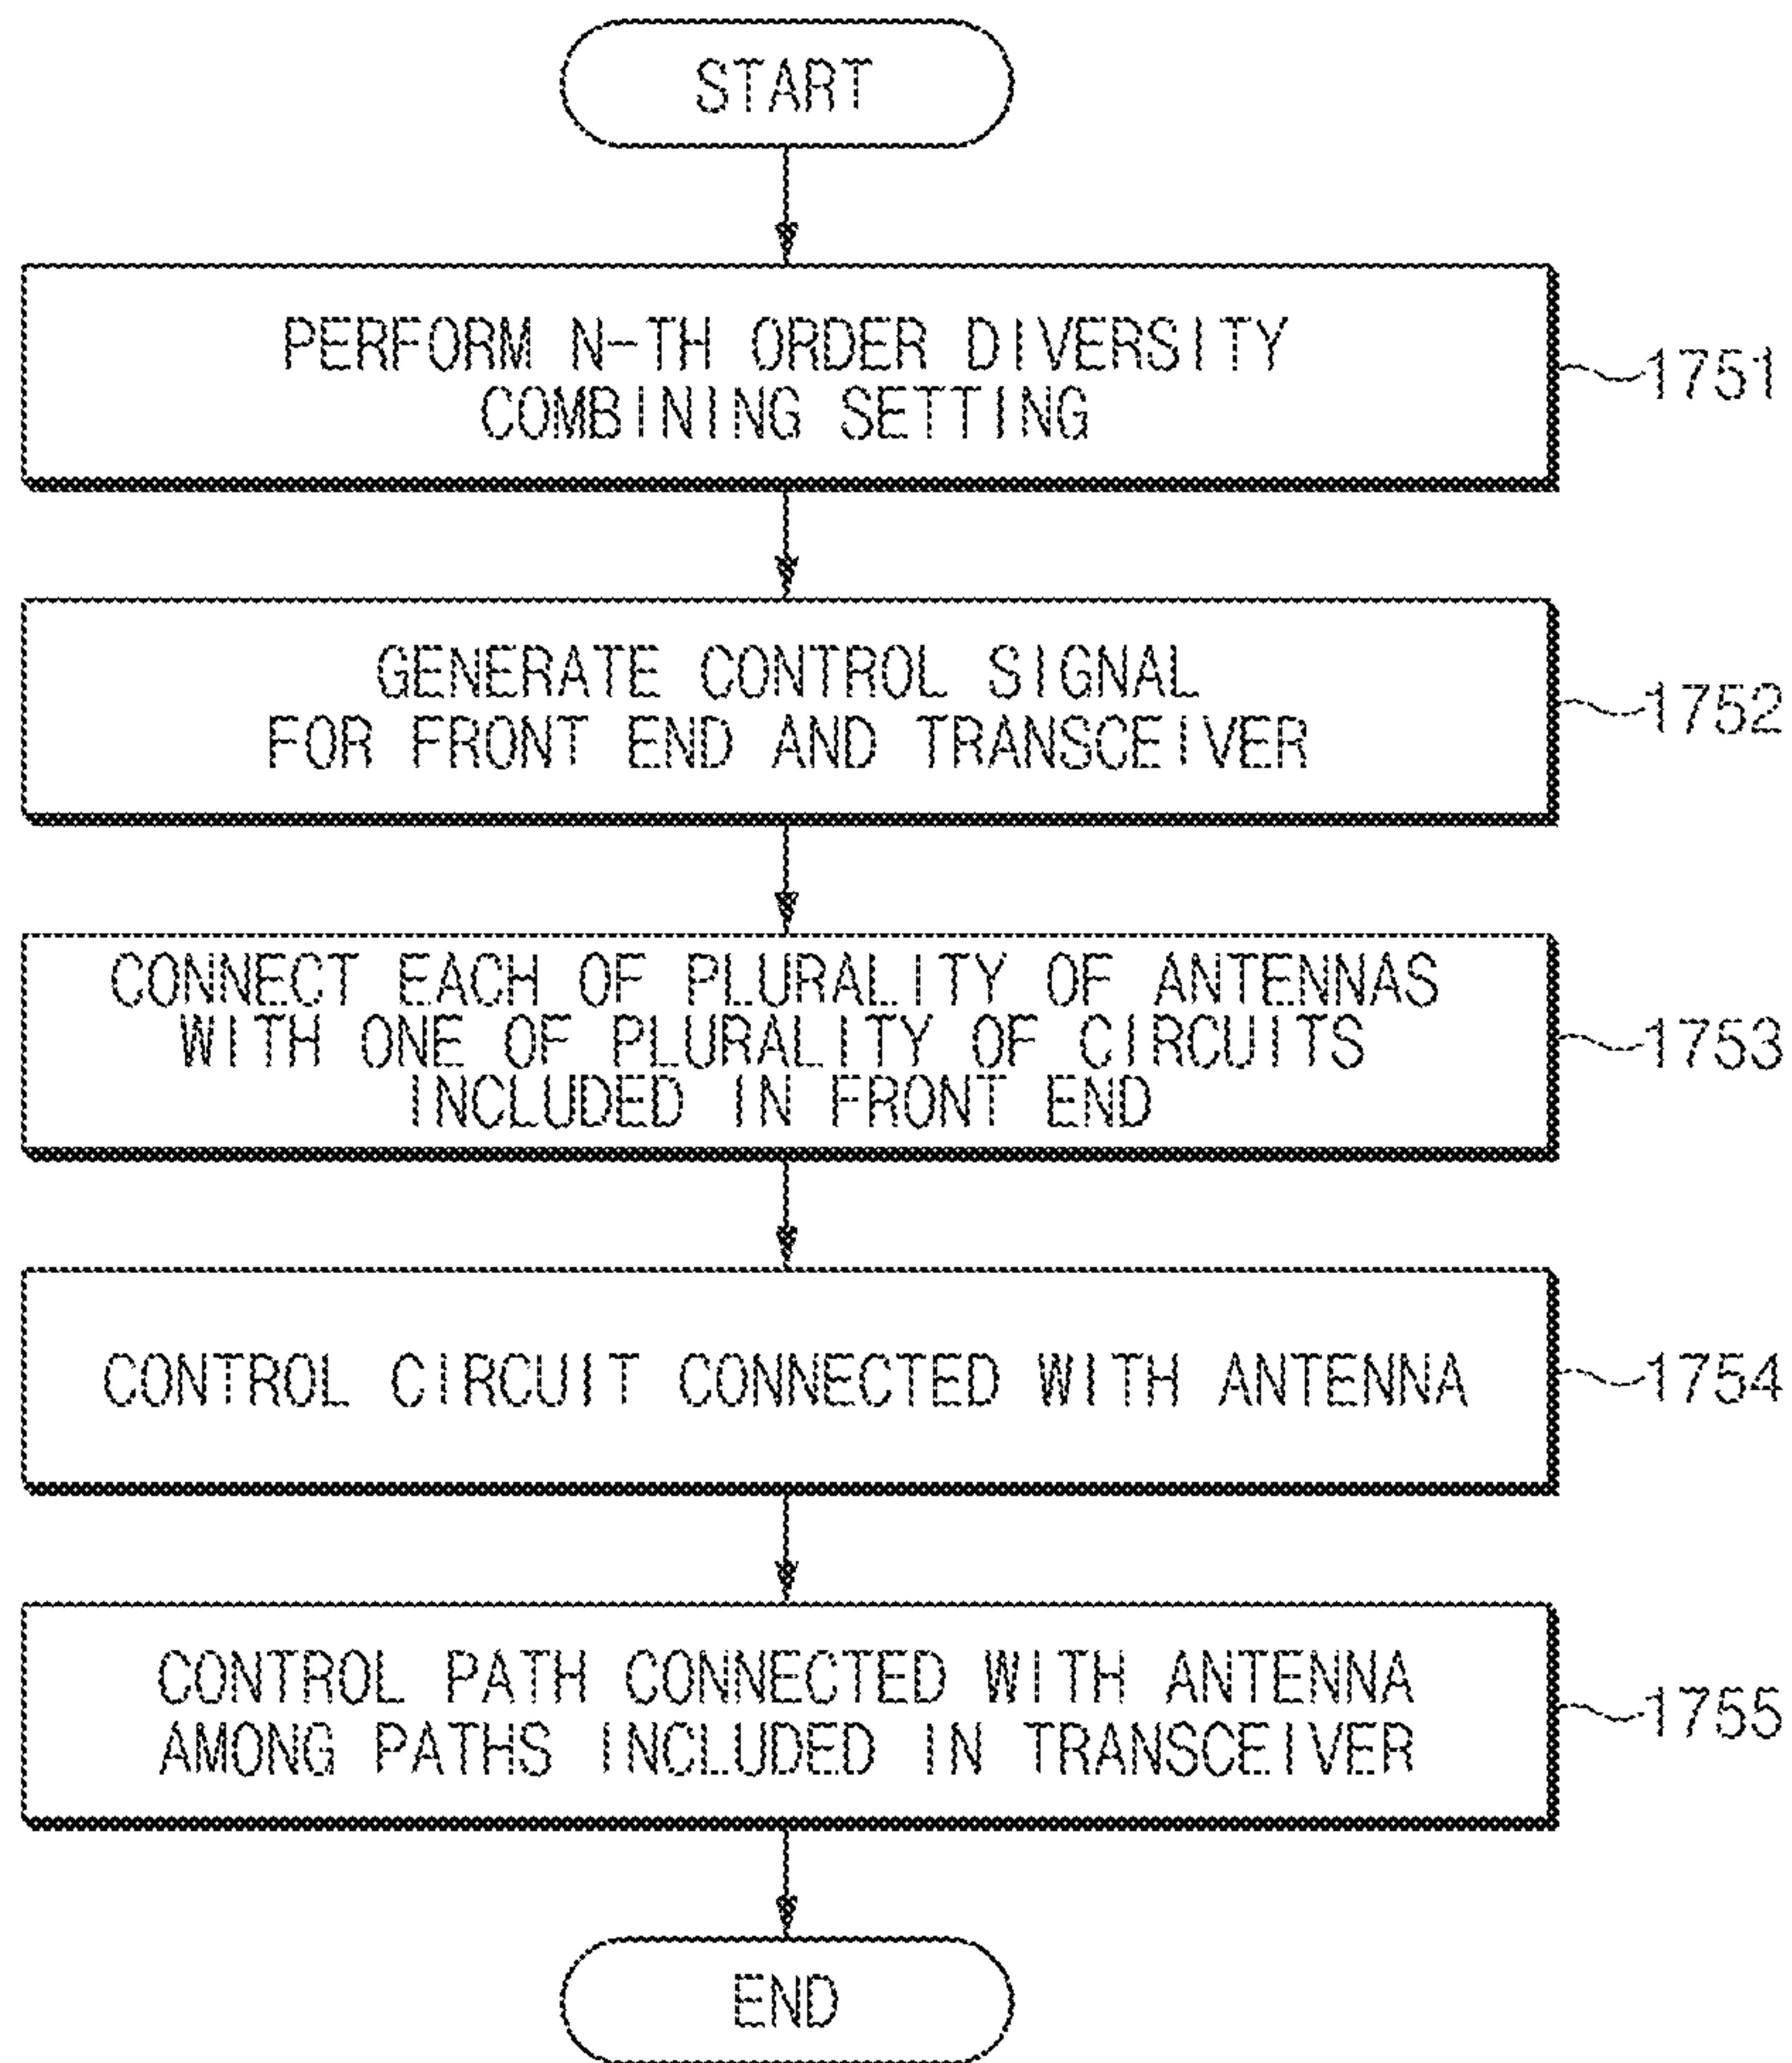 START
PERFORM N-TH ORDER DIVERSITY
COMBINING SETTING
1751
GENERATE CONTROL SIGNAL
FOR FRONT END AND TRANSCEIVER
1752
CONNECT EACH OF PLURALITY OF ANTENNAS
WITH ONE OF PLURALITY OF CIRCUITS
INCLUDED IN FRONT END
1753
CONTROL CIRCUIT CONNECTED WITH ANTENNA
1754
CONTROL PATH CONNECTED WITH ANTENNA
AMONG PATHS INCLUDED IN TRANSCEIVER
1755
END